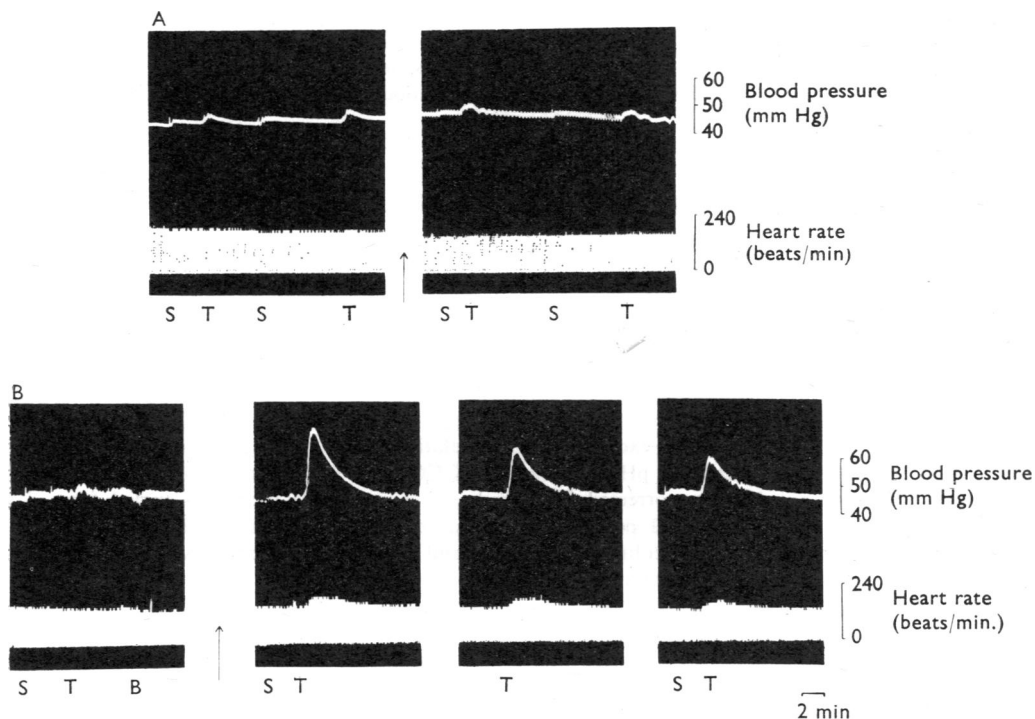 A
60
50
40
Blood pressure
(mm Hg)
240
0
Heart rate
(beats/min)
S T S T S T S T
B
60
50
40
Blood pressure
(mm Hg)
240
0
Heart rate
(beats/min.)
S T B S T T S T
2 min